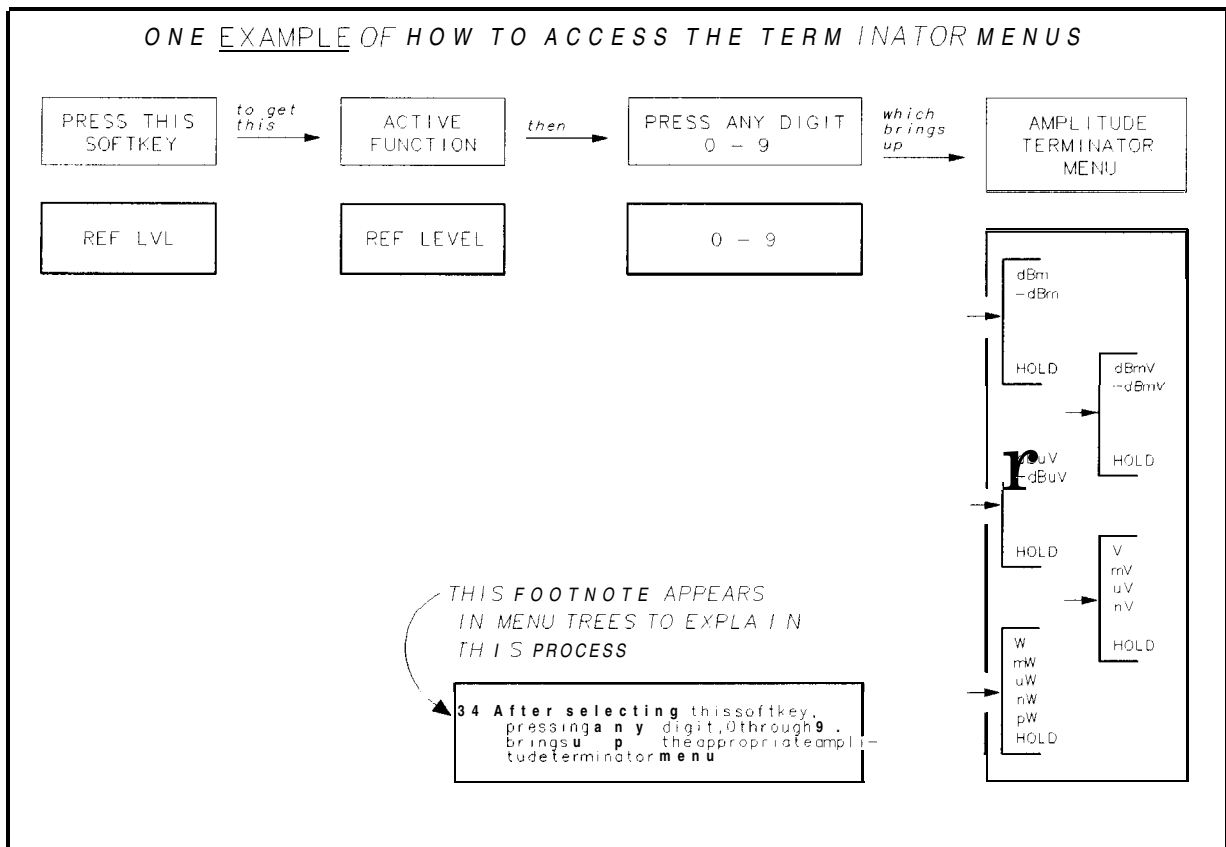 ONE EXAMPLE OF HOW TO ACCESS THE TERMINATOR MENUS
PRESS THIS
SOFTKEY
to get
this
ACTIVE
FUNCTION
then
PRESS ANY DIGIT
0 - 9
which
brings
up
AMPLITUDE
TERMINATOR
MENU
REF LVL
REF LEVEL
0 - 9
dBm
-dBm
HOLD
dBmV
-dBmV
HOLD
dBuV
-dBuV
HOLD
V
mV
uV
nV
HOLD
W
mW
uW
nW
pW
HOLD
THIS FOOTNOTE APPEARS
IN MENU TREES TO EXPLAIN
THIS PROCESS
34 After selecting this softkey,
pressing any digit, 0 through 9.
brings up the appropriate ampli-
tude terminator menu